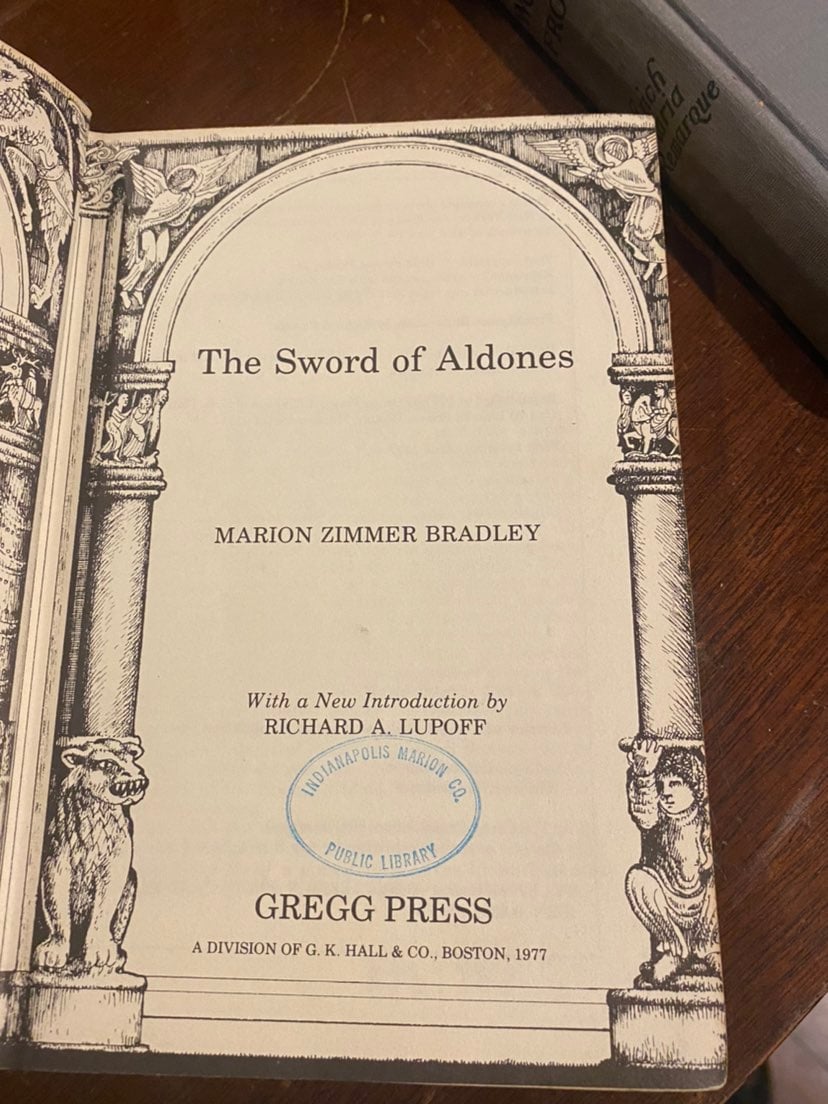 The Sword of Aldones
MARION ZIMMER BRADLEY
With a New Introduction by
RICHARD A. LUPOFF
INDIANAPOLIS MARION CO.
PUBLIC LIBRARY
GREGG PRESS
A DIVISION OF G. K. HALL & CO., BOSTON, 1977
Remarque